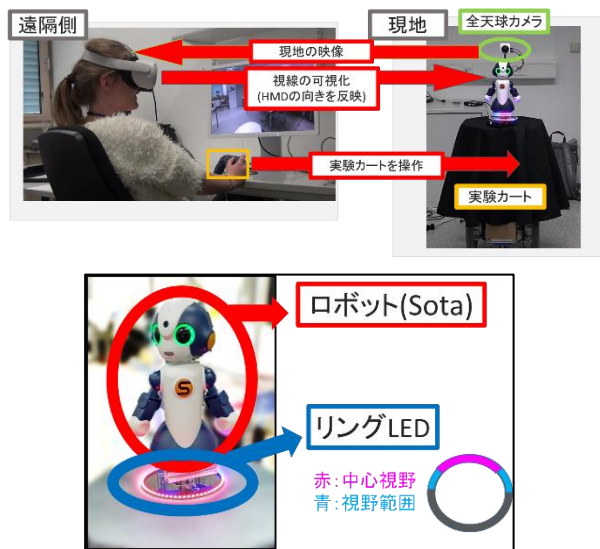 遠隔側
現地
全天球カメラ
現地の映像
視線の可視化
(HMDの向きを反映)
実験カートを操作
実験カート
ロボット(Sota)
S
リングLED
赤:中心視野
青:視野範囲